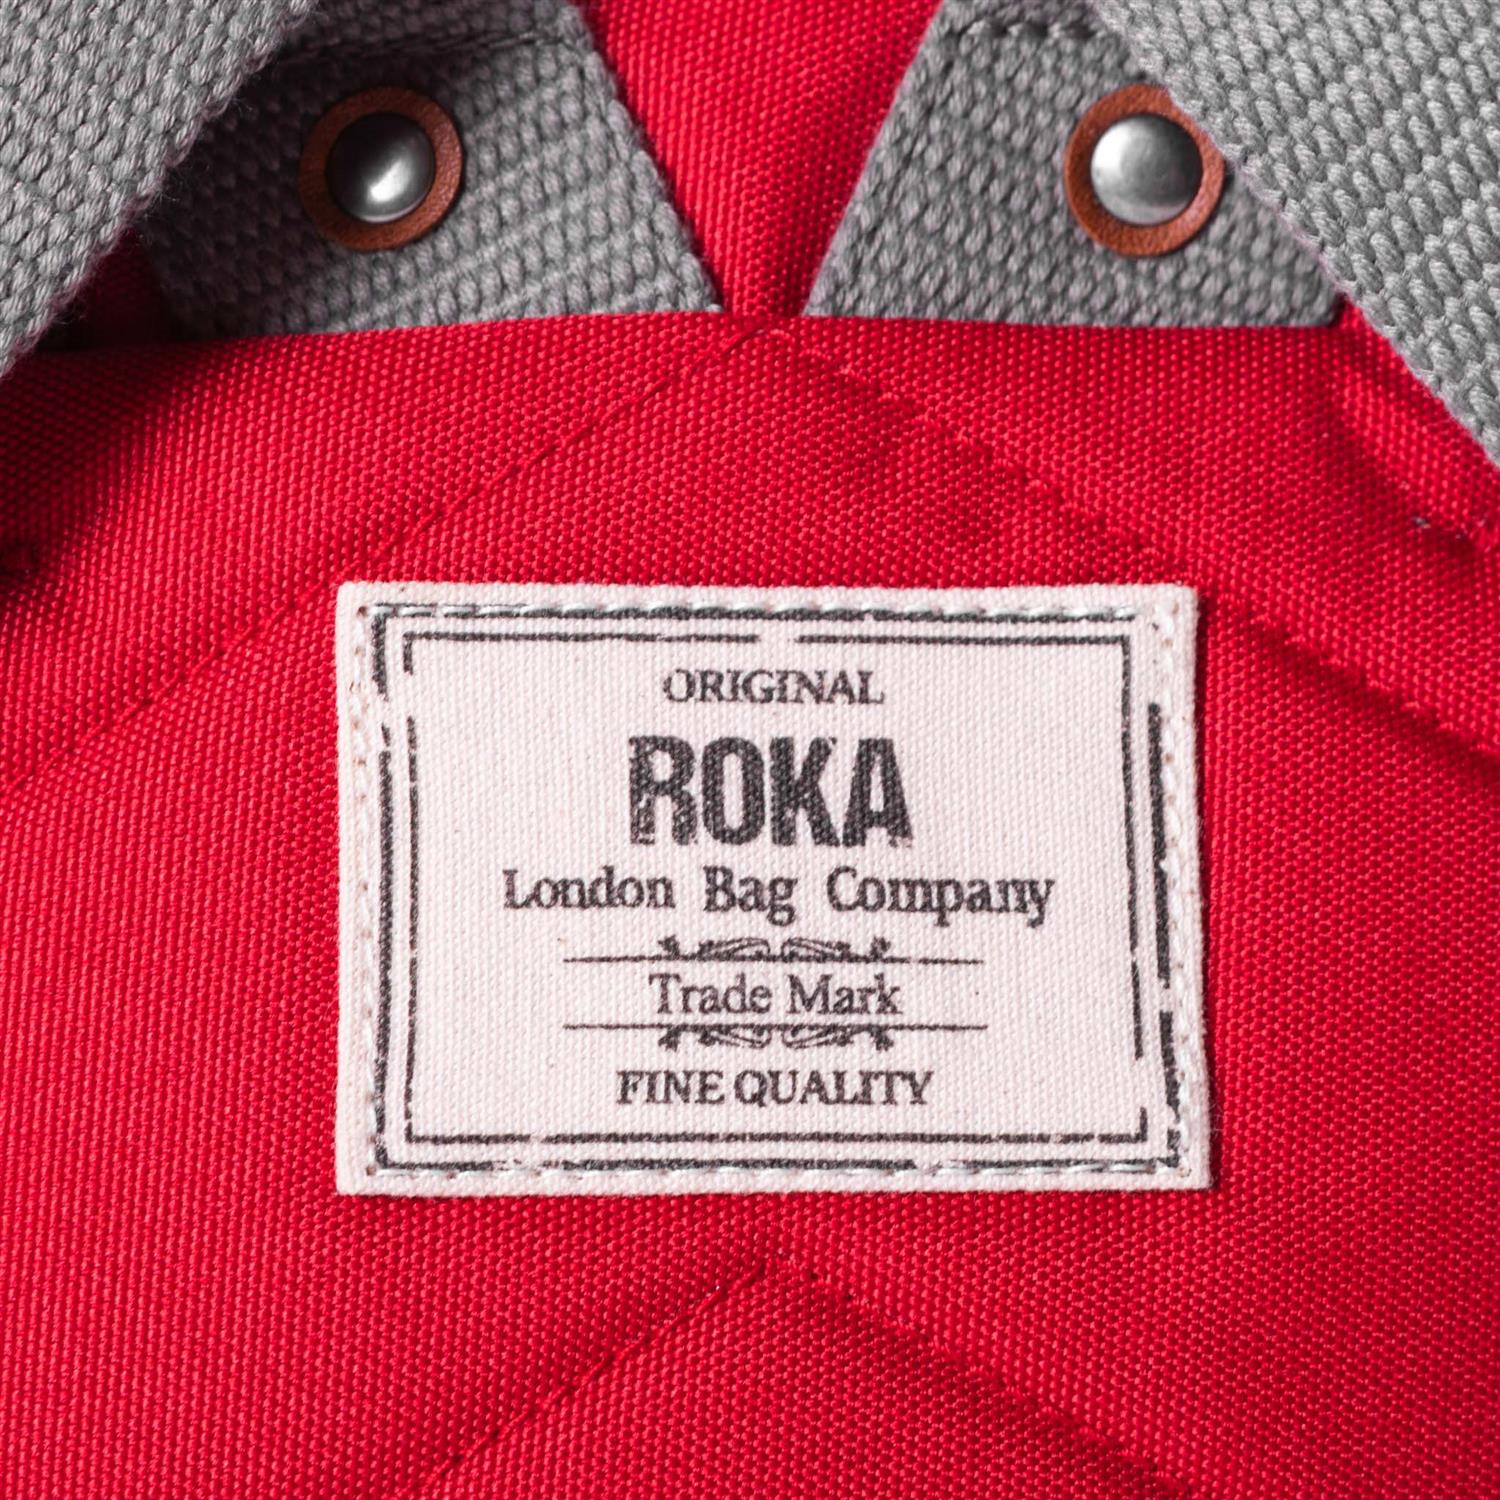 ORIGINAL
ROKA
London Bag Company
Trade Mark
FINE QUALITY